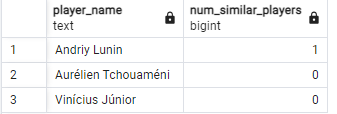 player_name num_similar_players
text bigint
1 Andriy Lunin 1
2 Aurélien Tchouaméni 0
3 Vinícius Júnior 0